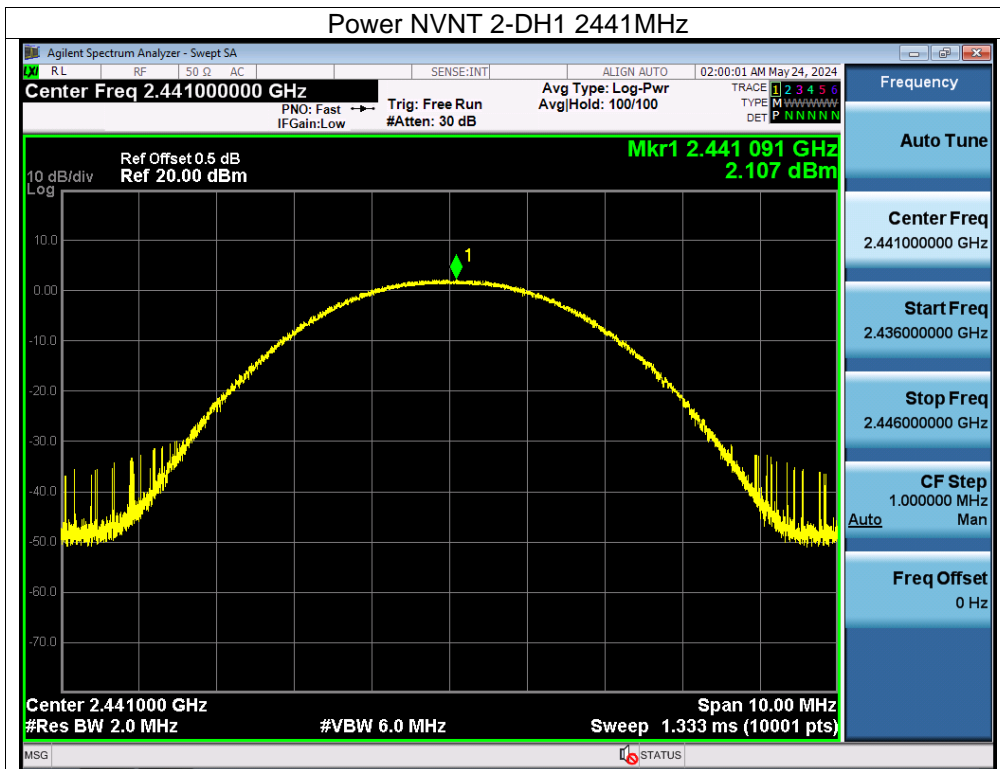 Power NVNT 2-DH1 2441MHz
Agilent Spectrum Analyzer - Swept SA
LXI RL RF 50 Ω AC SENSE:INT ALIGN AUTO 02:00:01 AM May 24, 2024
Center Freq 2.441000000 GHz
PNO: Fast
IFGain:Low
Trig: Free Run
#Atten: 30 dB
Avg Type: Log-Pwr
Avg|Hold: 100/100
TRACE 1 2 3 4 5 6
TYPE M WWWWW
DET P N N N N N
Mkr1 2.441 091 GHz
2.107 dBm
Ref Offset 0.5 dB
10 dB/div Ref 20.00 dBm
Log
1
10.0
0.00
-10.0
-20.0
-30.0
-40.0
-50.0
-60.0
-70.0
Center 2.441000 GHz Span 10.00 MHz
#Res BW 2.0 MHz #VBW 6.0 MHz Sweep 1.333 ms (10001 pts)
MSG STATUS
Frequency
Auto Tune
Center Freq
2.441000000 GHz
Start Freq
2.436000000 GHz
Stop Freq
2.446000000 GHz
CF Step
1.000000 MHz
Auto Man
Freq Offset
0 Hz